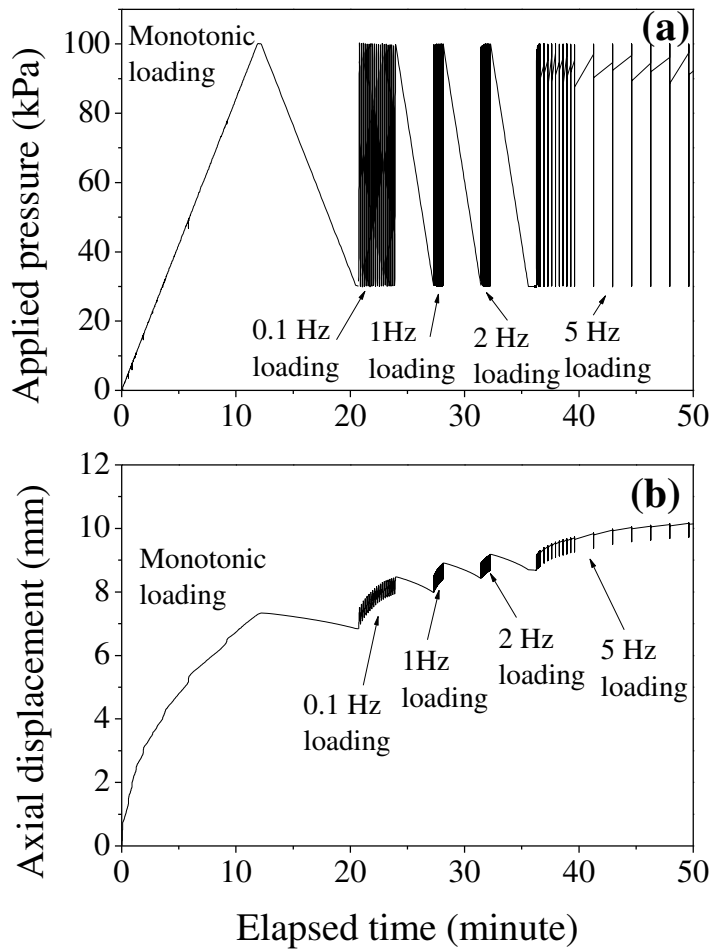 (a)
Monotonic
loading
Applied pressure (kPa)
120
100
80
60
40
20
0
0.1 Hz
loading
1Hz
loading
2 Hz
loading
5 Hz
loading
0 10 20 30 40 50
(b)
Axial displacement (mm)
12
10
8
6
4
2
0
Monotonic
loading
0.1 Hz
loading
1Hz
loading
2 Hz
loading
5 Hz
loading
0 10 20 30 40 50
Elapsed time (minute)